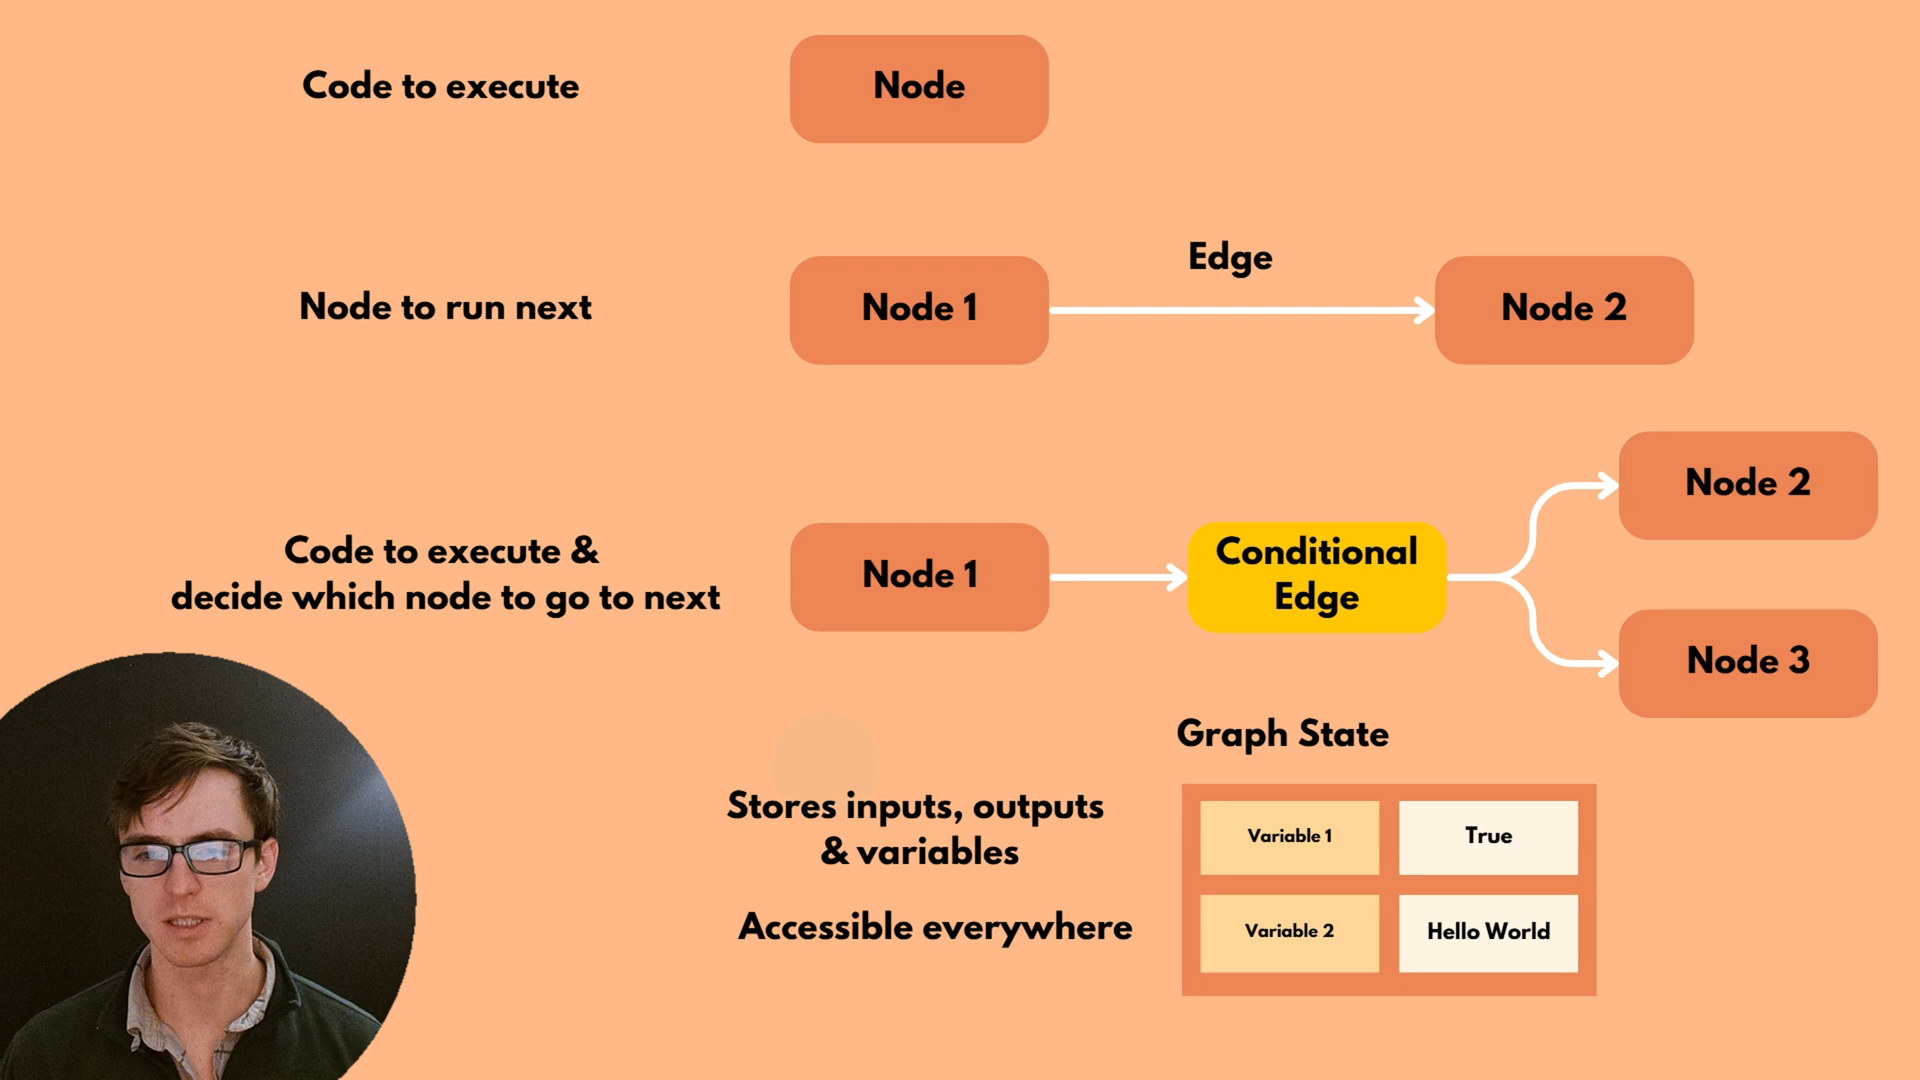 Code to execute
Node
Node to run next
Node 1
Edge
Node 2
Code to execute &
decide which node to go to next
Node 1
Conditional
Edge
Node 2
Node 3
Graph State
Stores inputs, outputs
& variables
Accessible everywhere
Variable 1
True
Variable 2
Hello World